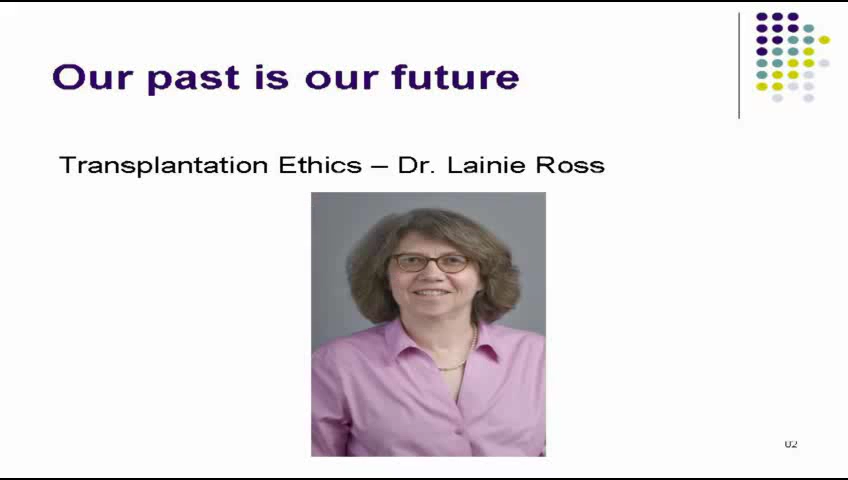 Our past is our future
Transplantation Ethics – Dr. Lainie Ross